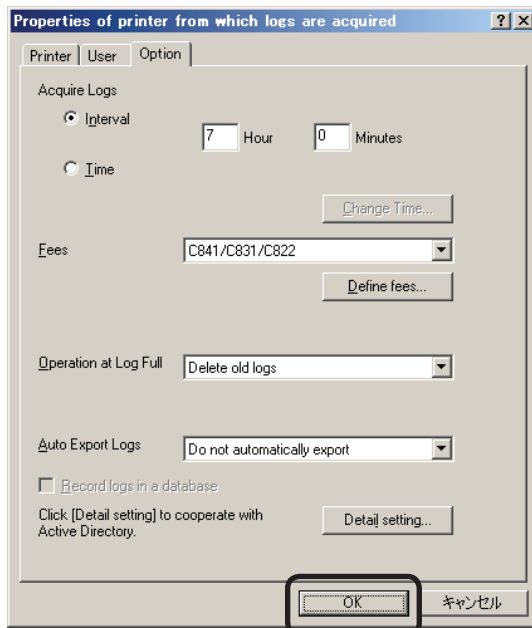 Properties of printer from which logs are acquired
Printer User Option
Acquire Logs
Interval
7 Hour 0 Minutes
Time
Change Time...
Fees C841/C831/C822
Define fees...
Operation at Log Full Delete old logs
Auto Export Logs Do not automatically export
Record logs in a database
Click [Detail setting] to cooperate with
Active Directory.
Detail setting...
OK キャンセル